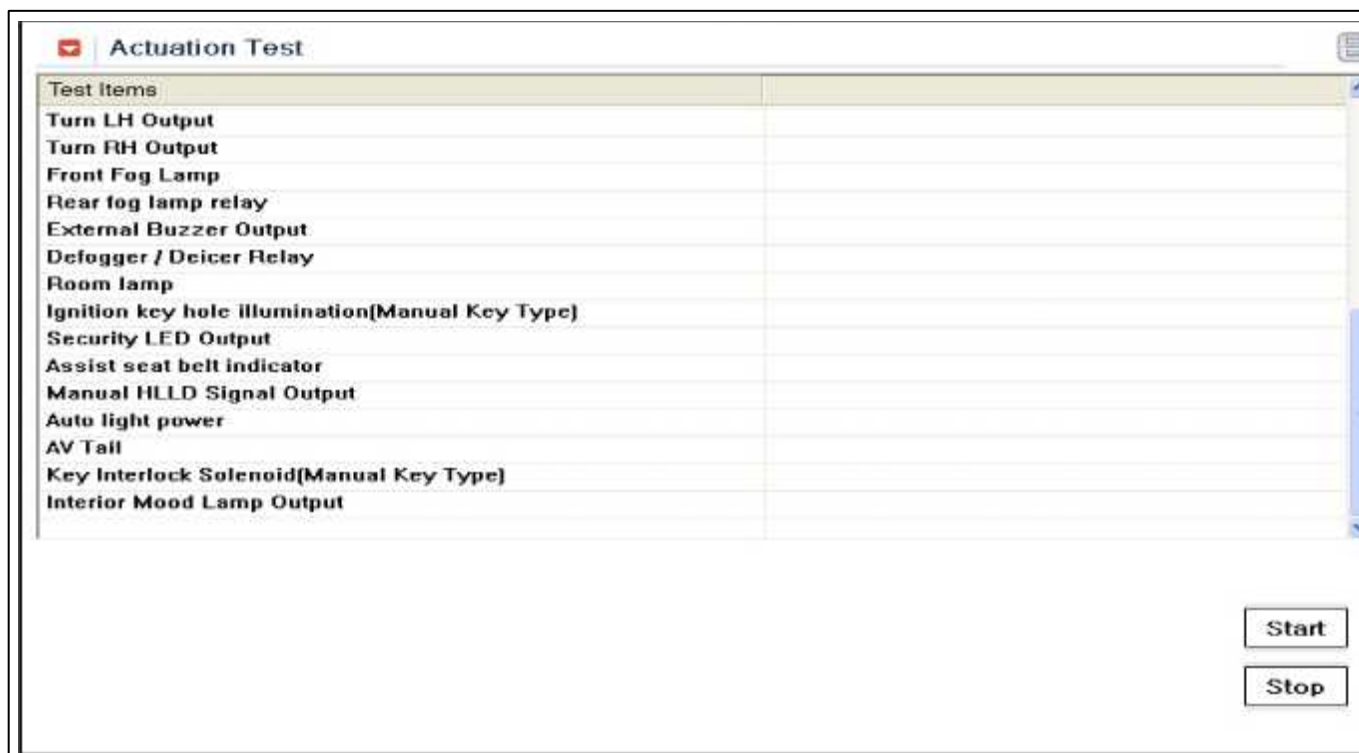 Actuation Test
Test Items
Turn LH Output
Turn RH Output
Front Fog Lamp
Rear fog lamp relay
External Buzzer Output
Defogger / Deicer Relay
Room lamp
Ignition key hole illumination(Manual Key Type)
Security LED Output
Assist seat belt indicator
Manual HLLD Signal Output
Auto light power
AV Tail
Key Interlock Solenoid(Manual Key Type)
Interior Mood Lamp Output
Start
Stop